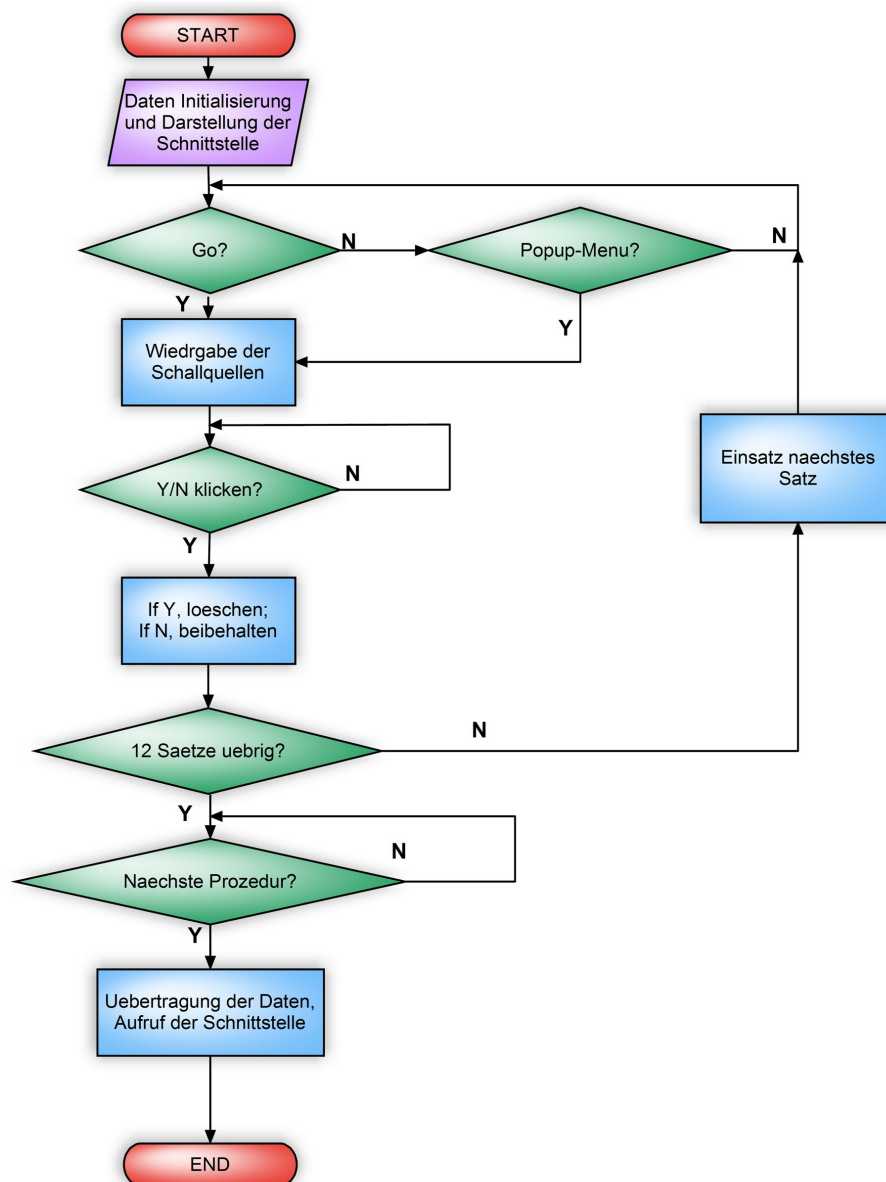 START
Daten Initialisierung
und Darstellung der
Schnittstelle
Go?
N
Popup-Menu?
N
Y
Y
Wiedrgabe der
Schallquellen
Y/N klicken?
N
Einsatz naechstes
Satz
Y
If Y, loeschen;
If N, beibehalten
12 Saetze uebrig?
N
Y
Naechste Prozedur?
N
Y
Uebertragung der Daten,
Aufruf der Schnittstelle
END